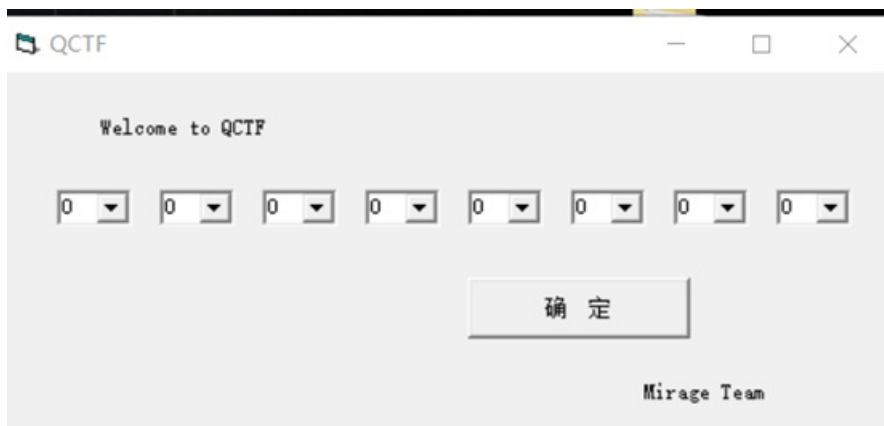 QCTF
Welcome to QCTF
0 0 0 0 0 0 0 0
确 定
Mirage Team